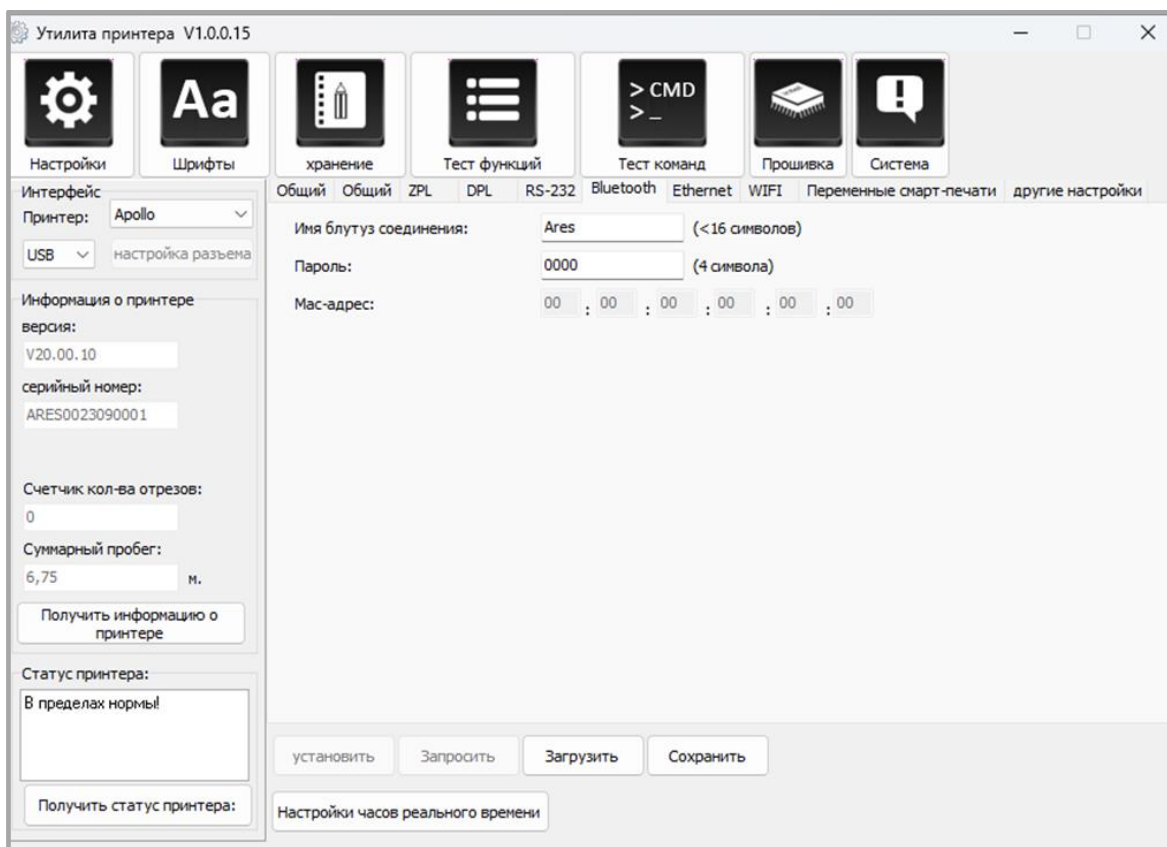 Утилита принтера V1.0.0.15
Aa
> CMD
>_
Настройки
Шрифты
хранение
Тест функций
Тест команд
Прошивка
Система
Интерфейс
Принтер: Apollo
USB настройка разъема
Информация о принтере
версия:
V20.00.10
серийный номер:
ARES0023090001
Счетчик кол-ва отрезов:
0
Суммарный пробег:
6,75 м.
Получить информацию о
принтере
Статус принтера:
В пределах нормы!
Получить статус принтера:
Общий Общий ZPL DPL RS-232 Bluetooth Ethernet WIFI Переменные смарт-печати другие настройки
Имя блутуз соединения: Ares (<16 символов)
Пароль: 0000 (4 символа)
Мас-адрес: 00 : 00 : 00 : 00 : 00 : 00
установить Запросить Загрузить Сохранить
Настройки часов реального времени